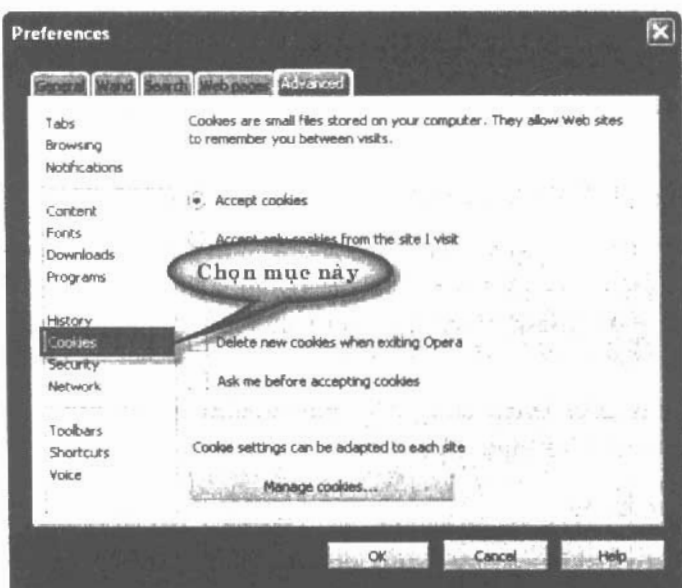 Preferences
General Wand Search Web pages Advanced
Tabs
Browsing
Notifications
Content
Fonts
Downloads
Programs
History
Cookies
Security
Network
Toolbars
Shortcuts
Voice
Cookies are small files stored on your computer. They allow Web sites
to remember you between visits.
Accept cookies
Accept only cookies from the site I visit
Chọn mục này
Delete new cookies when exiting Opera
Ask me before accepting cookies
Cookie settings can be adapted to each site
Manage cookies...
OK Cancel Help